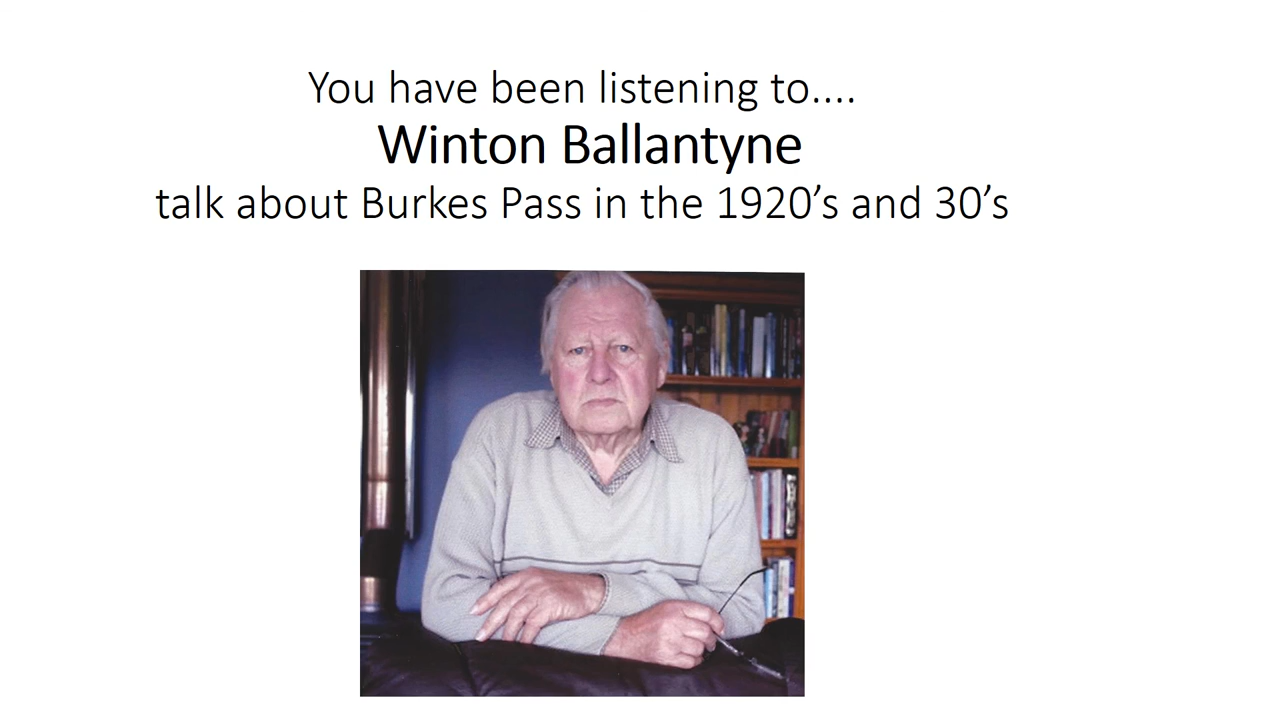 You have been listening to....
Winton Ballantyne
talk about Burkes Pass in the 1920’s and 30’s